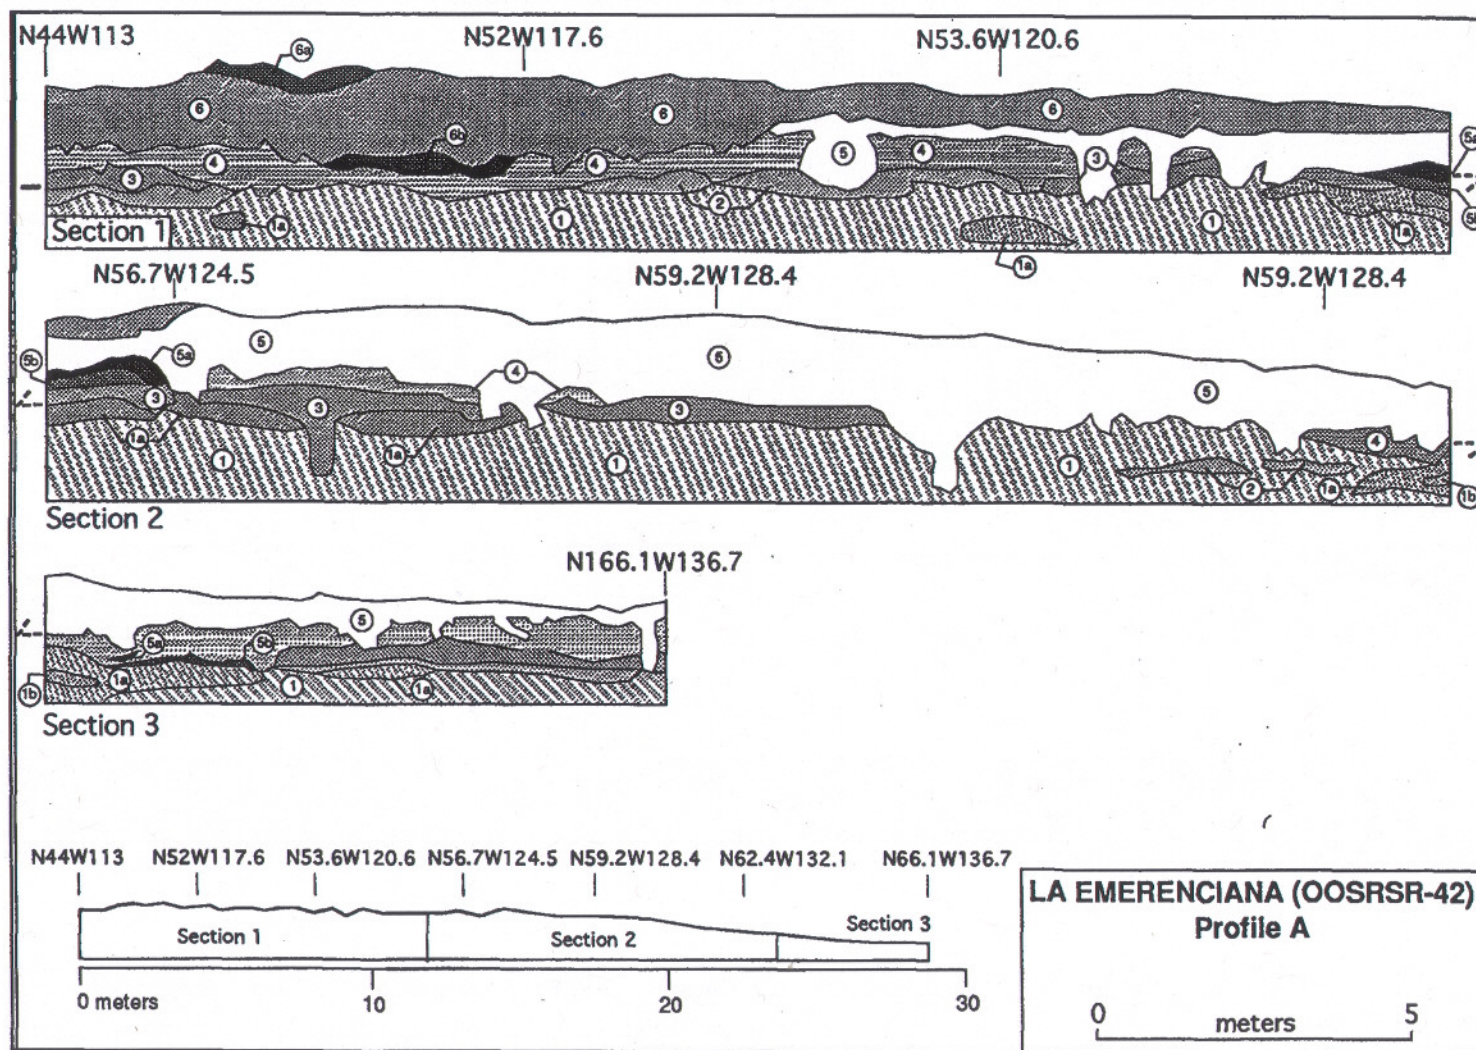 N44W113 N52W117.6 N53.6W120.6
6a
6 6 6
6b
4 4 5 4 3 5a
3
2
Section 1 1a 1 1 1a 5b
1a
N56.7W124.5 N59.2W128.4 N59.2W128.4
5b 5a 5 5
4 5
3 3 3
1a 1a 4
1 1 1 2 1a 1b
Section 2
N166.1W136.7
5
5a 5b
1b 1a 1 1a
Section 3
N44W113 N52W117.6 N53.6W120.6 N56.7W124.5 N59.2W128.4 N62.4W132.1 N66.1W136.7
Section 1 Section 2 Section 3
0 meters 10 20 30
LA EMERENCIANA (OOSRSR-42)
Profile A
0 meters 5